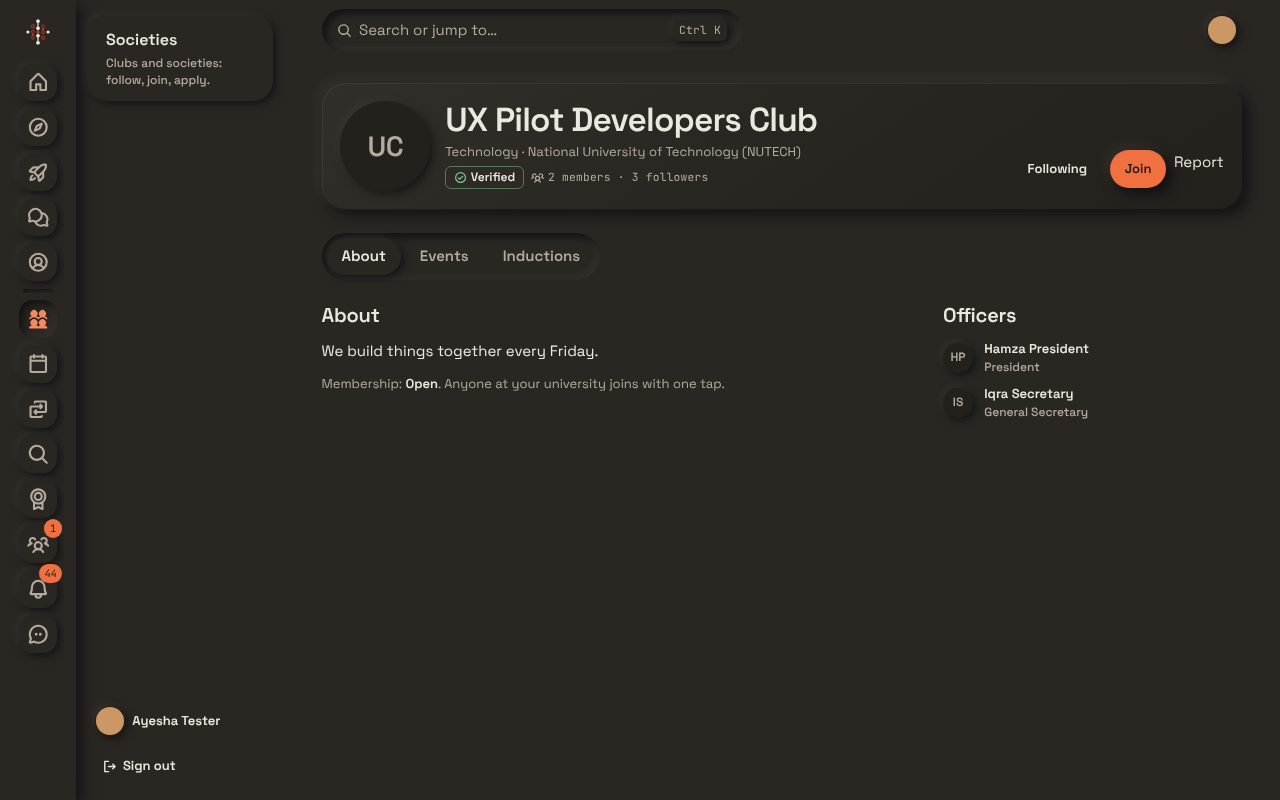 Societies
Clubs and societies:
follow, join, apply.
Search or jump to...
Ctrl K
UC
UX Pilot Developers Club
Technology · National University of Technology (NUTECH)
Verified
2 members · 3 followers
Following
Join
Report
About
Events
Inductions
About
We build things together every Friday.
Membership: Open. Anyone at your university joins with one tap.
Officers
HP
Hamza President
President
IS
Iqra Secretary
General Secretary
1
44
Ayesha Tester
Sign out